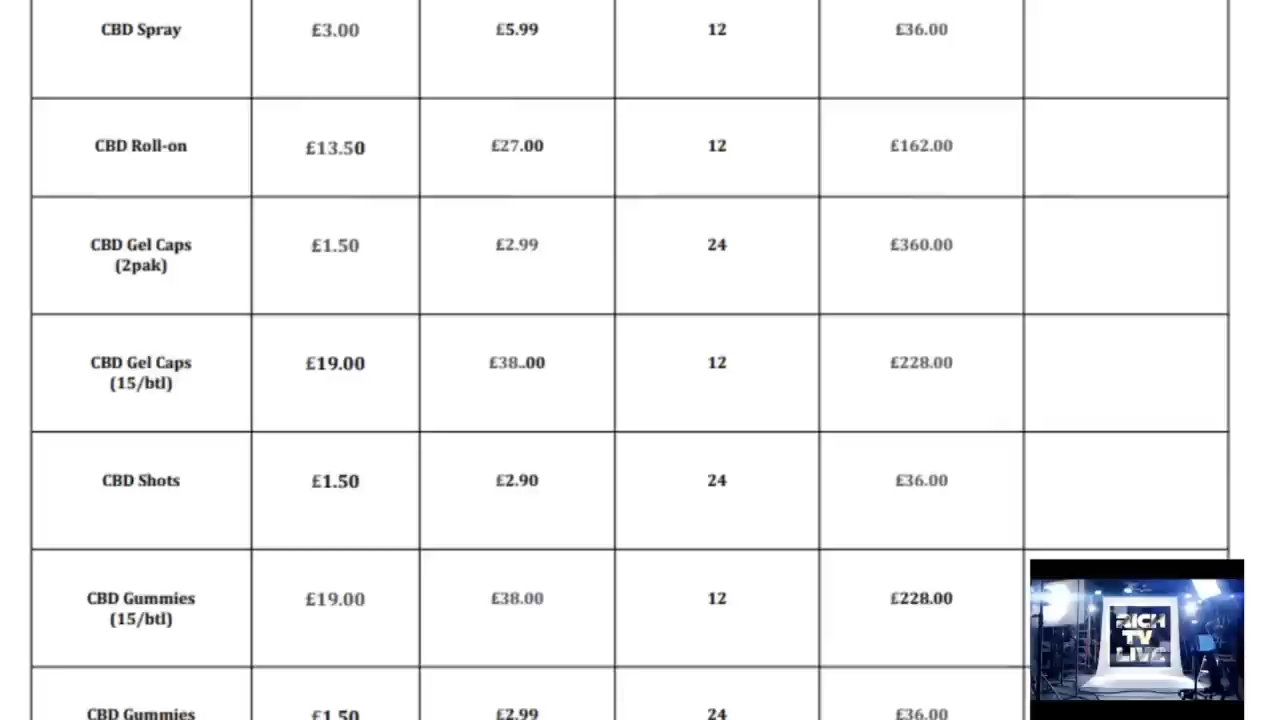 CBD Spray £3.00 £5.99 12 £36.00
CBD Roll-on £13.50 £27.00 12 £162.00
CBD Gel Caps £1.50 £2.99 24 £360.00
(2pak)
CBD Gel Caps £19.00 £38..00 12 £228.00
(15/btl)
CBD Shots £1.50 £2.90 24 £36.00
CBD Gummies £19.00 £38.00 12 £228.00
(15/btl)
CBD Gummies £1.50 £2.99 24 £36.00
RICH
TV
LIVE